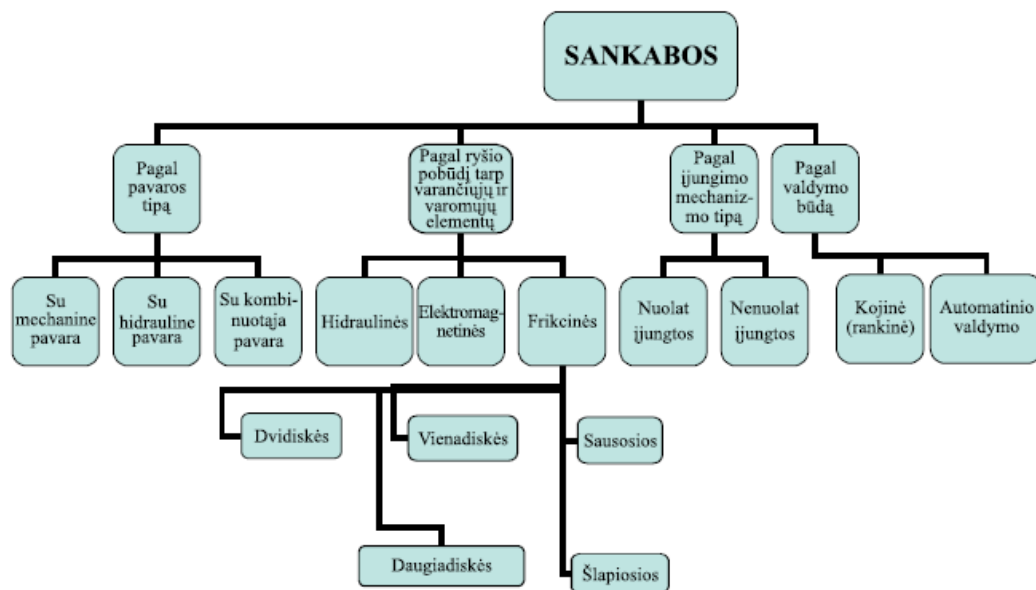 SANKABOS
Pagal
pavaros
tipą
Pagal ryšio
pobūdį tarp
varančiųjų ir
varomųjų
elementų
Pagal
įjungimo
mechaniz-
mo tipą
Pagal
valdymo
būdą
Su
mechanine
pavara
Su
hidrauline
pavara
Su kombi-
nuotąja
pavara
Hidraulinės
Elektromag-
netinės
Frikcinės
Nuolat
įjungtos
Nenuolat
įjungtos
Kojinė
(rankinė)
Automatinio
valdymo
Dvidiskės
Vienadiskės
Sausosios
Daugiadiskės
Šlapiosios